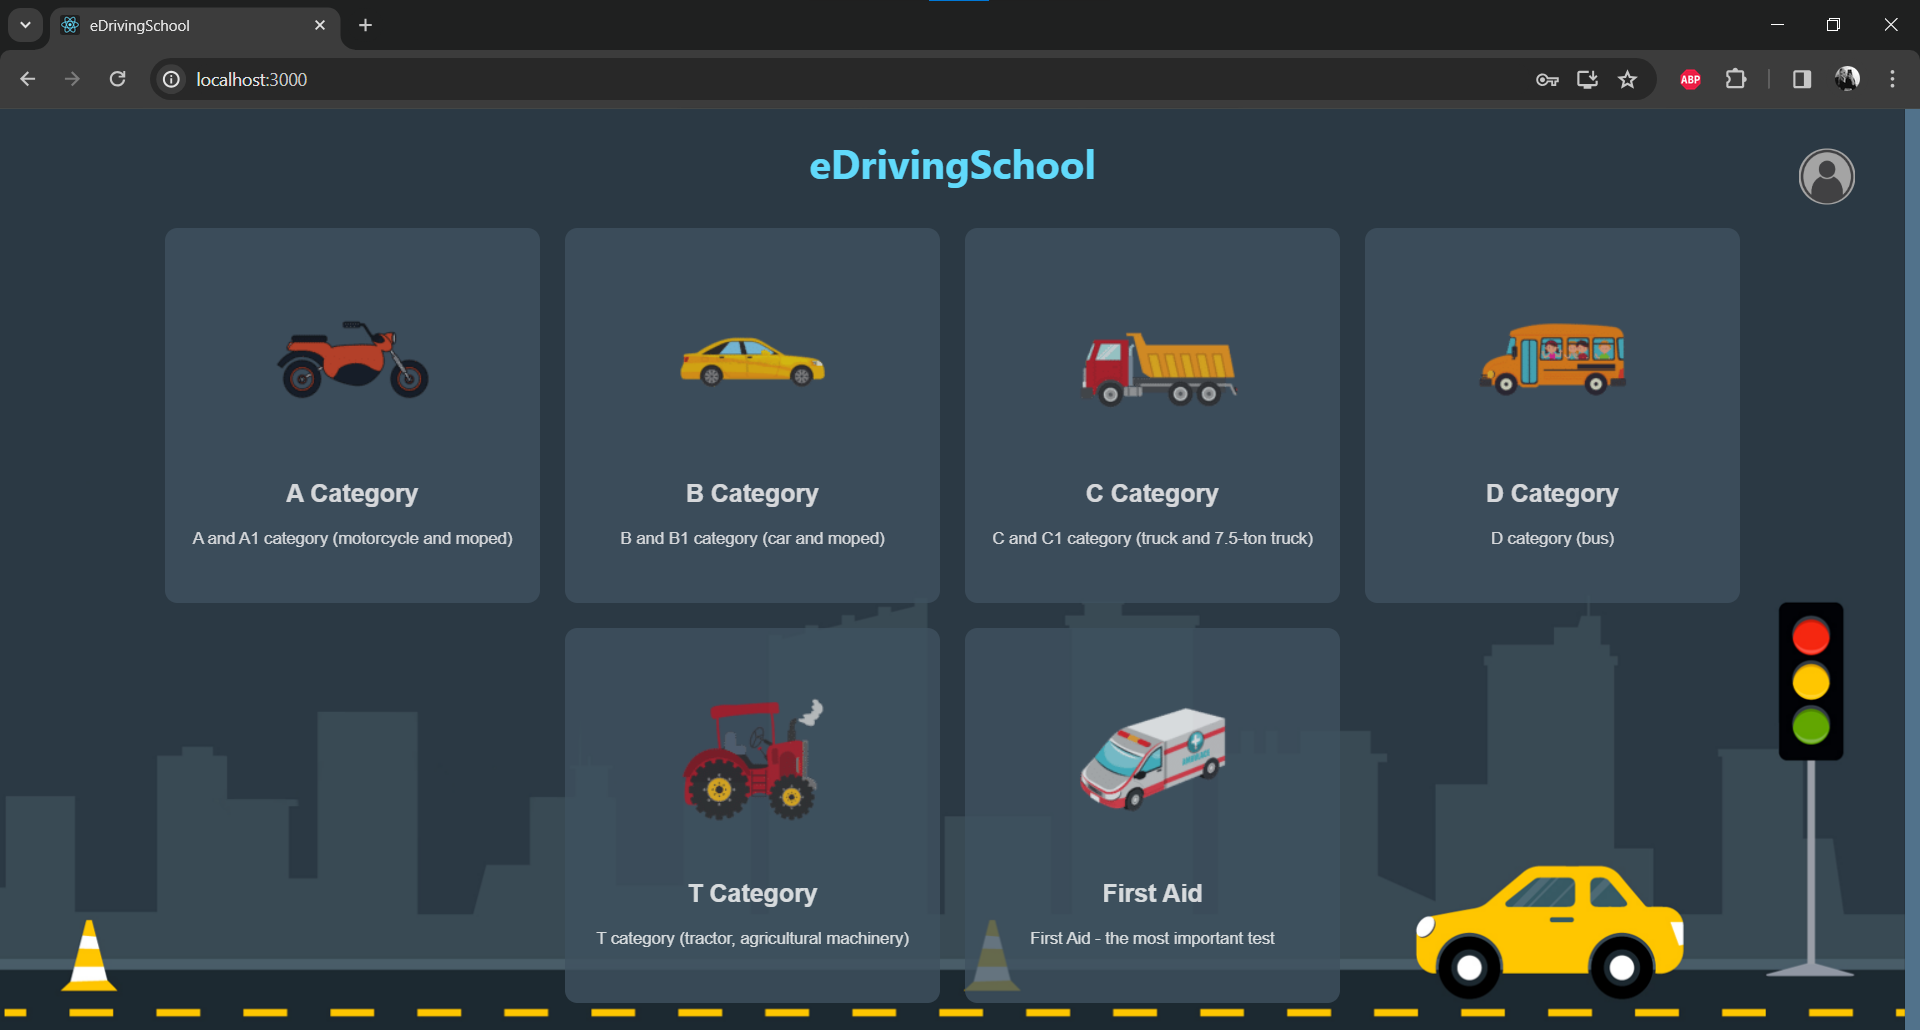 eDrivingSchool
localhost:3000
ABP
eDrivingSchool
A Category
A and A1 category (motorcycle and moped)
B Category
B and B1 category (car and moped)
C Category
C and C1 category (truck and 7.5-ton truck)
D Category
D category (bus)
T Category
T category (tractor, agricultural machinery)
AMBULANCE
First Aid
First Aid - the most important test